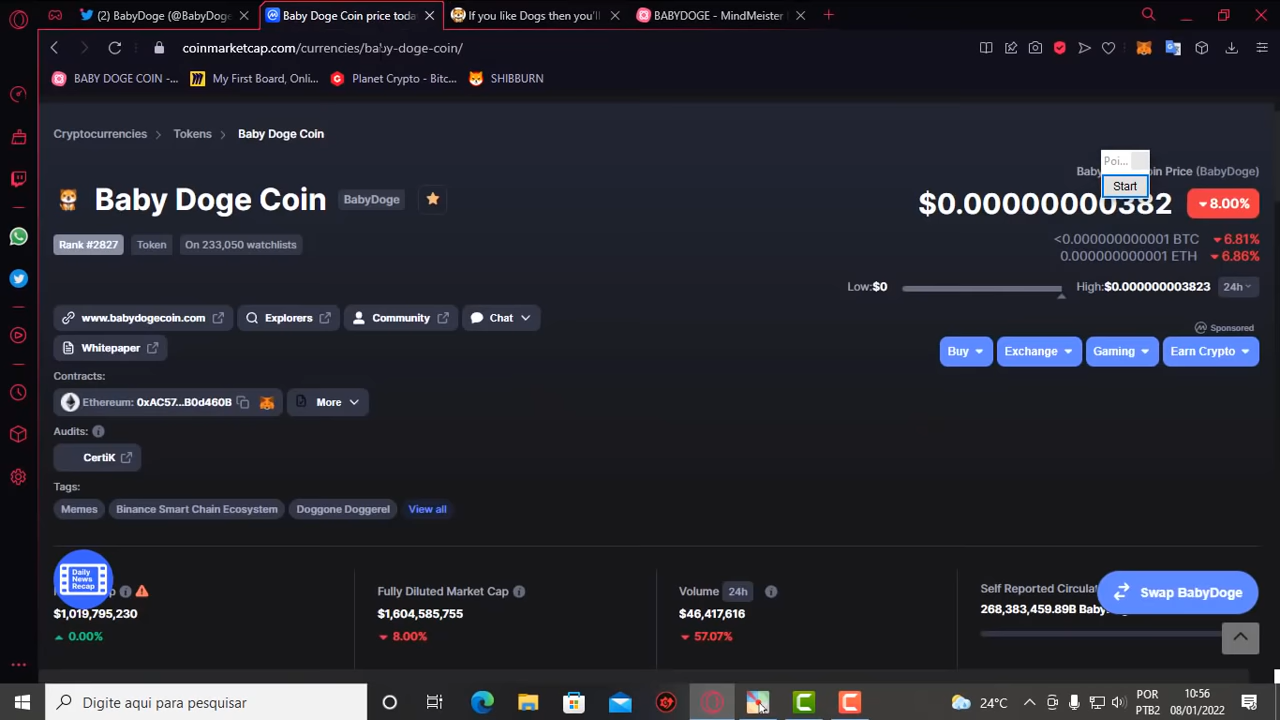 (2) BabyDoge (@BabyDoge
Baby Doge Coin price toda
If you like Dogs then you'll
BABYDOGE - MindMeister
coinmarketcap.com/currencies/baby-doge-coin/
BABY DOGE COIN -...
My First Board, Onli...
Planet Crypto - Bitc...
SHIBBURN
Cryptocurrencies
Tokens
Baby Doge Coin
Poi...
Start
Baby
oin Price (BabyDoge)
Baby Doge Coin
BabyDoge
$0.00000000382
8.00%
Rank #2827
Token
On 233,050 watchlists
<0.000000000001 BTC
6.81%
0.000000000001 ETH
6.86%
Low:$0
High:$0.000000003823
24h
www.babydogecoin.com
Explorers
Community
Chat
Sponsored
Whitepaper
Buy
Exchange
Gaming
Earn Crypto
Contracts:
Ethereum: 0xAC57...B0d460B
More
Audits:
CertiK
Tags:
Memes
Binance Smart Chain Ecosystem
Doggone Doggerel
View all
Daily
News
Recap
Fully Diluted Market Cap
Volume 24h
Self Reported Circula
$1,019,795,230
$1,604,585,755
$46,417,616
268,383,459.89B Baby
Swap BabyDoge
0.00%
8.00%
57.07%
Digite aqui para pesquisar
24°C
POR
PTB2
10:56
08/01/2022